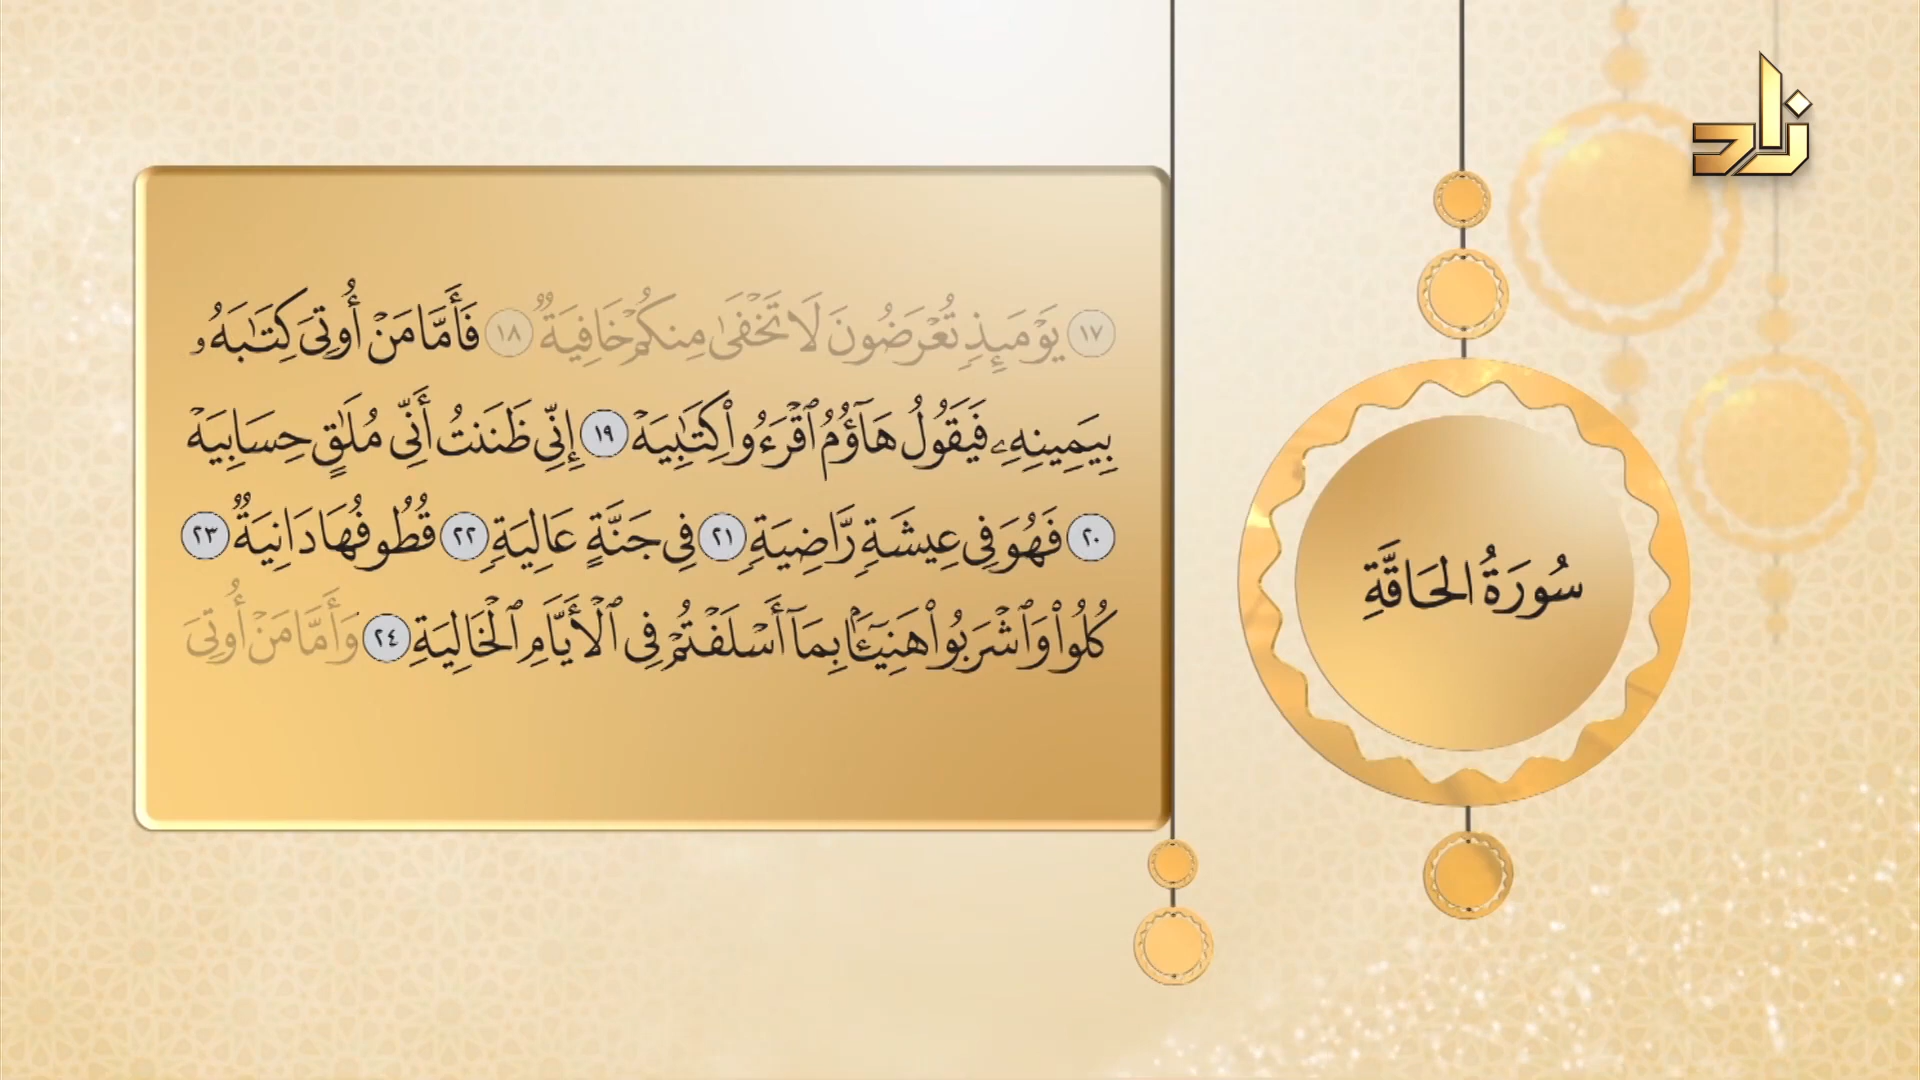 زاد
١٧ يَوْمَئِذٍ تُعْرَضُونَ لَا تَخْفَىٰ مِنكُمْ خَافِيَةٌ ١٨ فَأَمَّا مَنْ أُوتِيَ كِتَـٰبَهُۥ
بِيَمِينِهِۦ فَيَقُولُ هَآؤُمُ ٱقْرَءُوا۟ كِتَـٰبِيَهْ ١٩ إِنِّي ظَنَنتُ أَنِّي مُلَـٰقٍ حِسَابِيَهْ
٢٠ فَهُوَ فِي عِيشَةٍ رَّاضِيَةٍ ٢١ فِي جَنَّةٍ عَالِيَةٍ ٢٢ قُطُوفُهَا دَانِيَةٌ ٢٣
كُلُوا۟ وَٱشْرَبُوا۟ هَنِيٓـًٔۢا بِمَآ أَسْلَفْتُمْ فِي ٱلْأَيَّامِ ٱلْخَالِيَةِ ٢٤ وَأَمَّا مَنْ أُوتِيَ
سُورَةُ الحَاقَّةِ